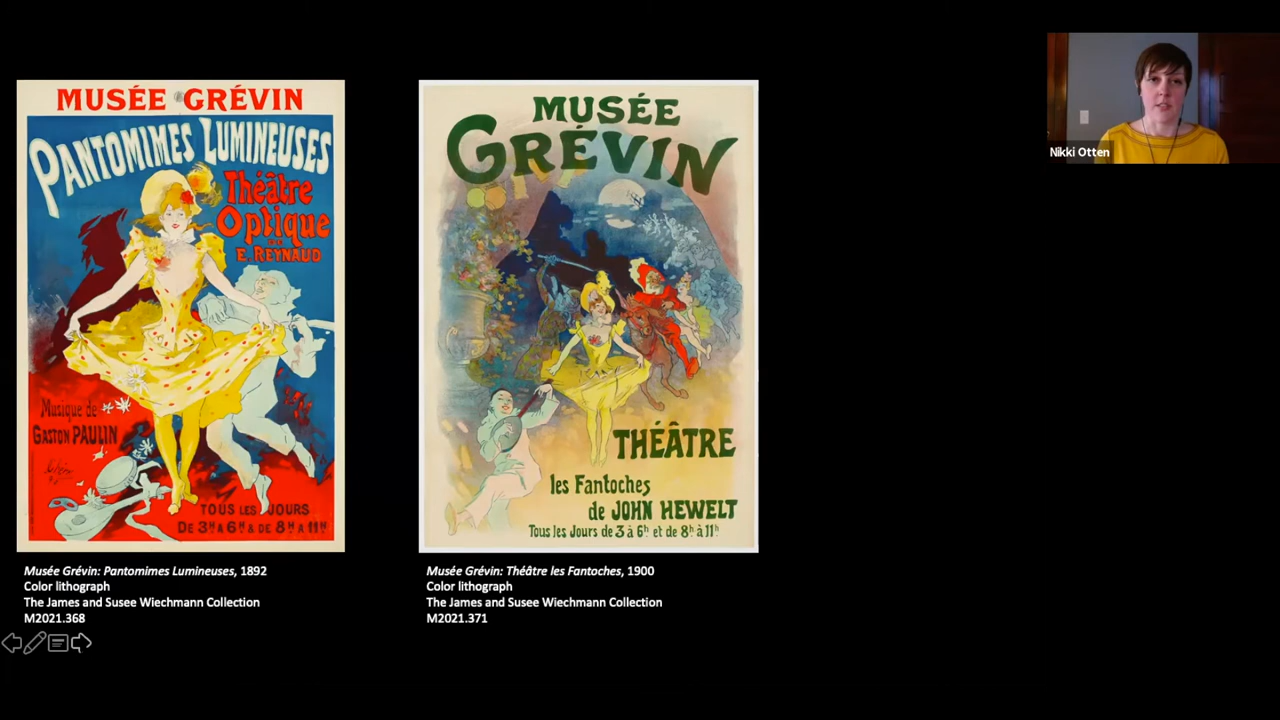 MUSÉE GRÉVIN
PANTOMIMES LUMINEUSES
Théâtre
Optique
DE
E. REYNAUD
Musique de
GASTON PAULIN
TOUS LES JOURS
DE 3H À 6H & DE 8H À 11H
Musée Grévin: Pantomimes Lumineuses, 1892
Color lithograph
The James and Susee Wiechmann Collection
M2021.368
MUSÉE
GRÉVIN
THÉÂTRE
les Fantoches
de JOHN HEWELT
Tous les Jours de 3 à 6h et de 8h à 11h
Musée Grévin: Théâtre les Fantoches, 1900
Color lithograph
The James and Susee Wiechmann Collection
M2021.371
Nikki Otten